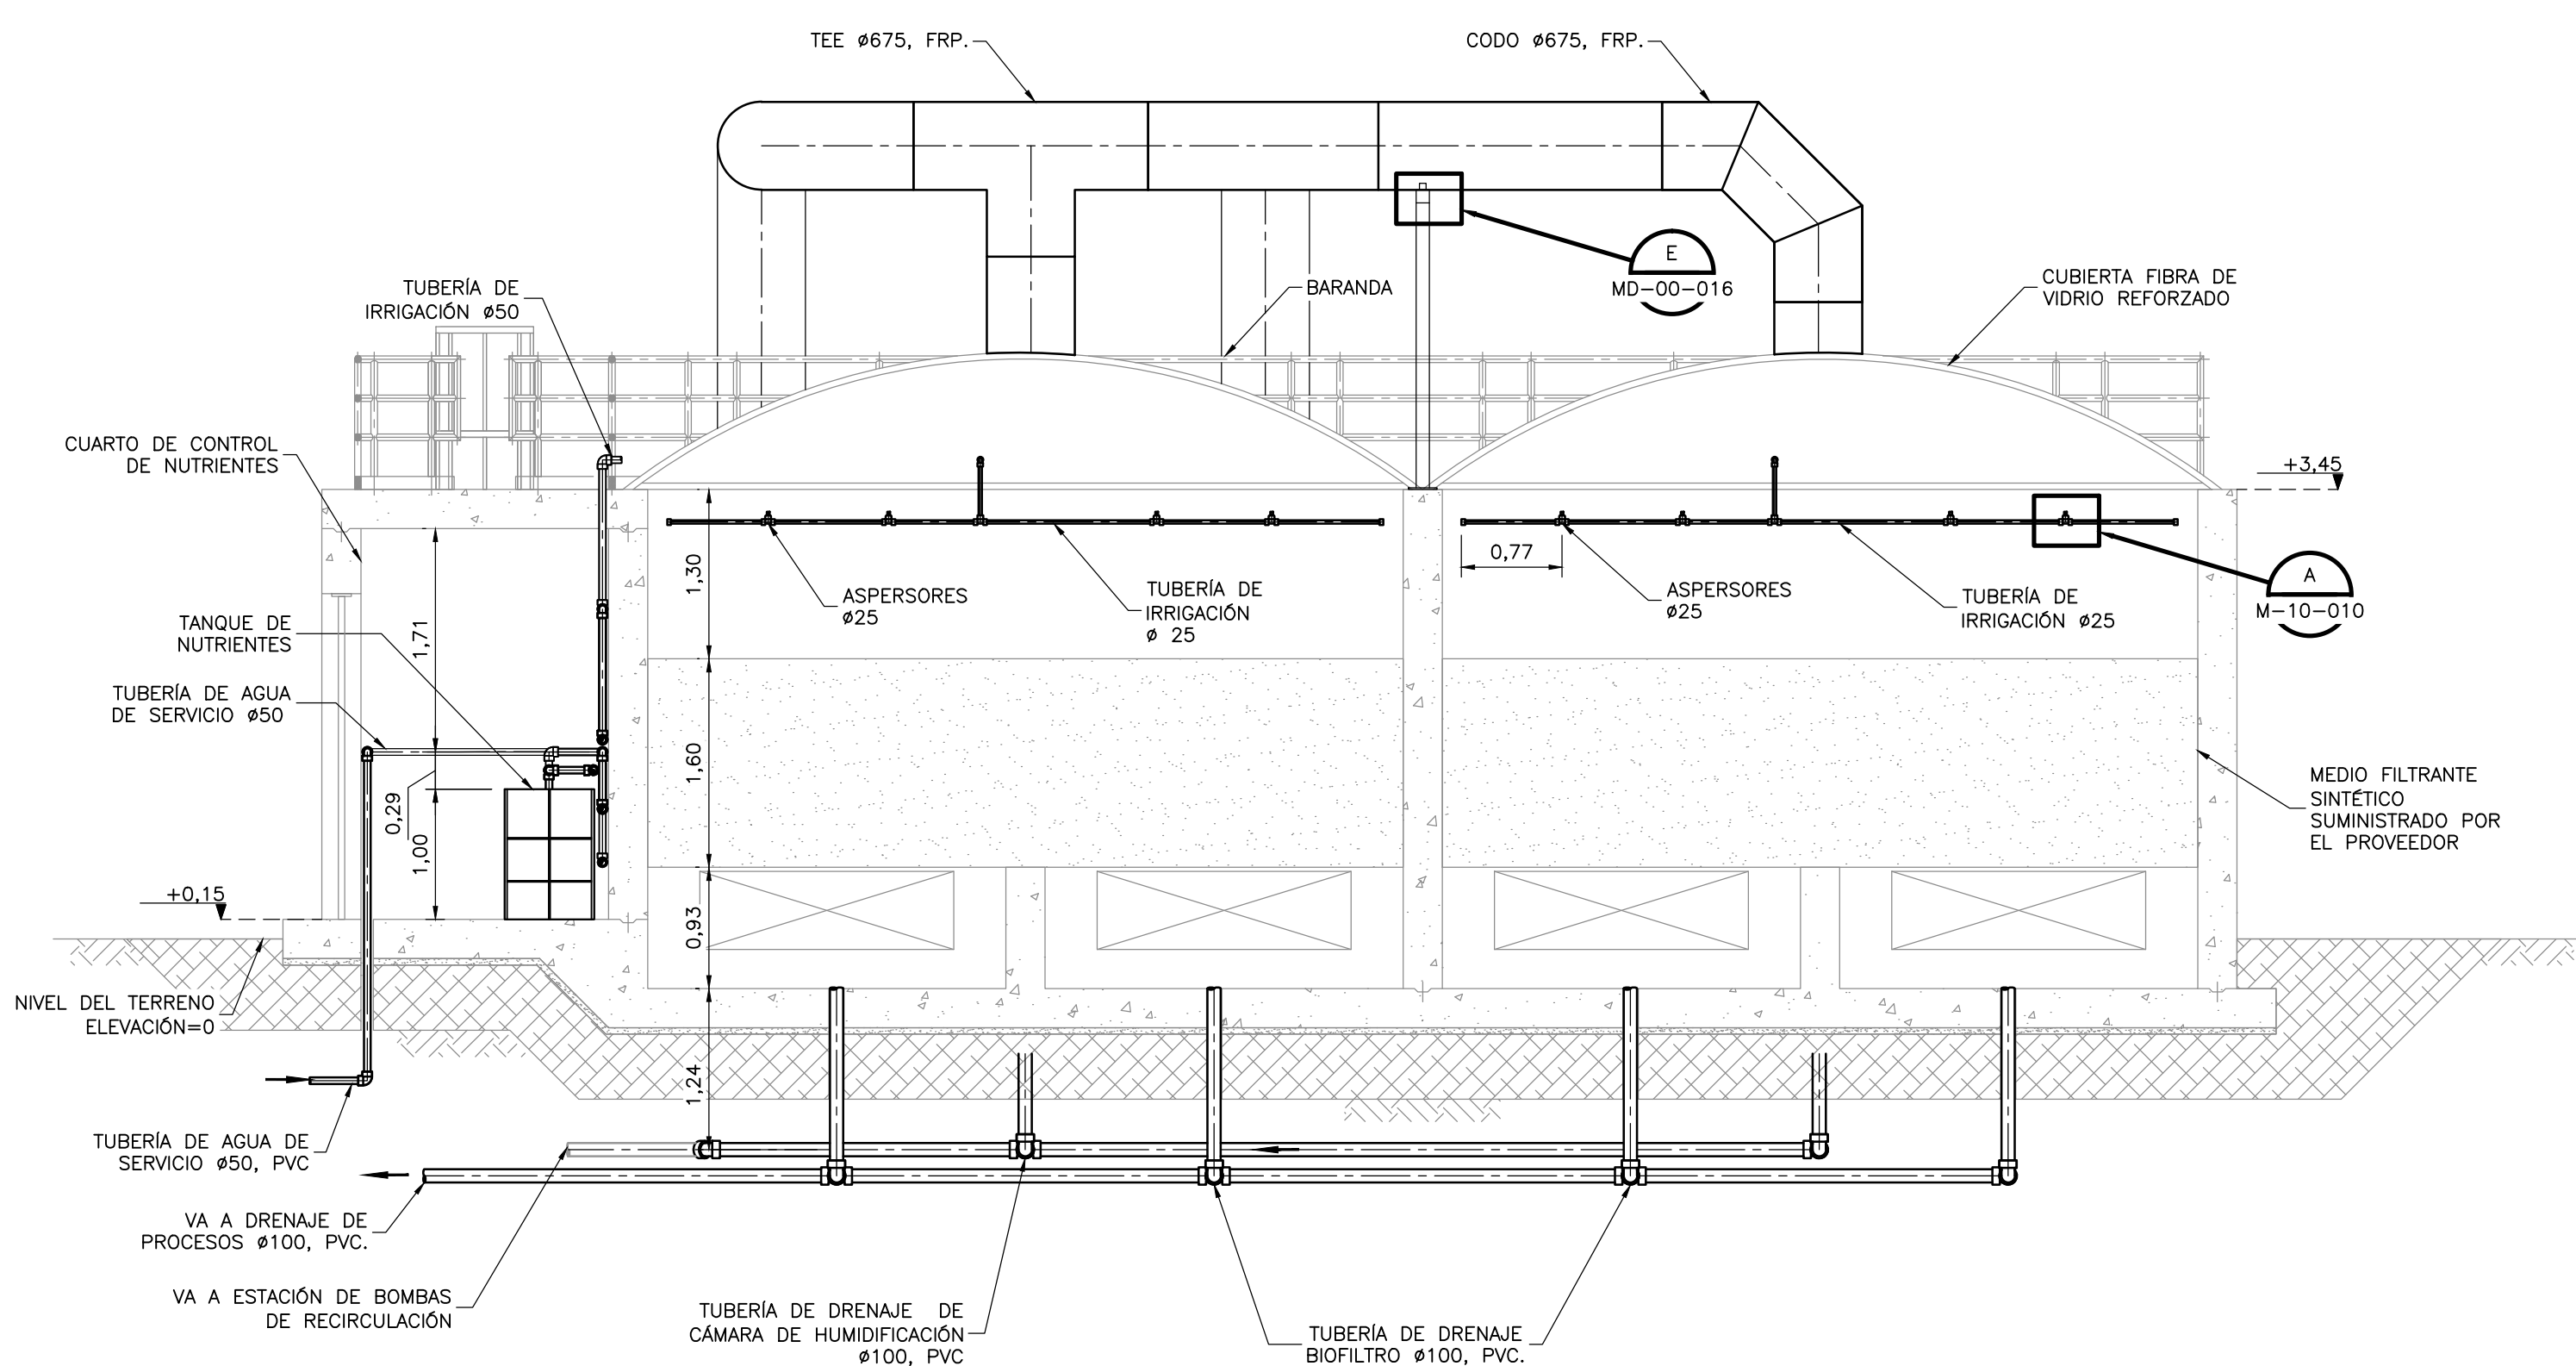 TEE ø675, FRP.
CODO ø675, FRP.
E
MD-00-016
TUBERÍA DE
IRRIGACIÓN ø50
BARANDA
CUBIERTA FIBRA DE
VIDRIO REFORZADO
CUARTO DE CONTROL
DE NUTRIENTES
+3,45
0,77
1,30
ASPERSORES
ø25
TUBERÍA DE
IRRIGACIÓN
ø 25
ASPERSORES
ø25
TUBERÍA DE
IRRIGACIÓN ø25
A
M-10-010
TANQUE DE
NUTRIENTES
1,71
TUBERÍA DE AGUA
DE SERVICIO ø50
1,60
0,29
1,00
MEDIO FILTRANTE
SINTÉTICO
SUMINISTRADO POR
EL PROVEEDOR
+0,15
0,93
NIVEL DEL TERRENO
ELEVACIÓN=0
1,24
TUBERÍA DE AGUA DE
SERVICIO ø50, PVC
VA A DRENAJE DE
PROCESOS ø100, PVC.
VA A ESTACIÓN DE BOMBAS
DE RECIRCULACIÓN
TUBERÍA DE DRENAJE DE
CÁMARA DE HUMIDIFICACIÓN
ø100, PVC
TUBERÍA DE DRENAJE
BIOFILTRO ø100, PVC.